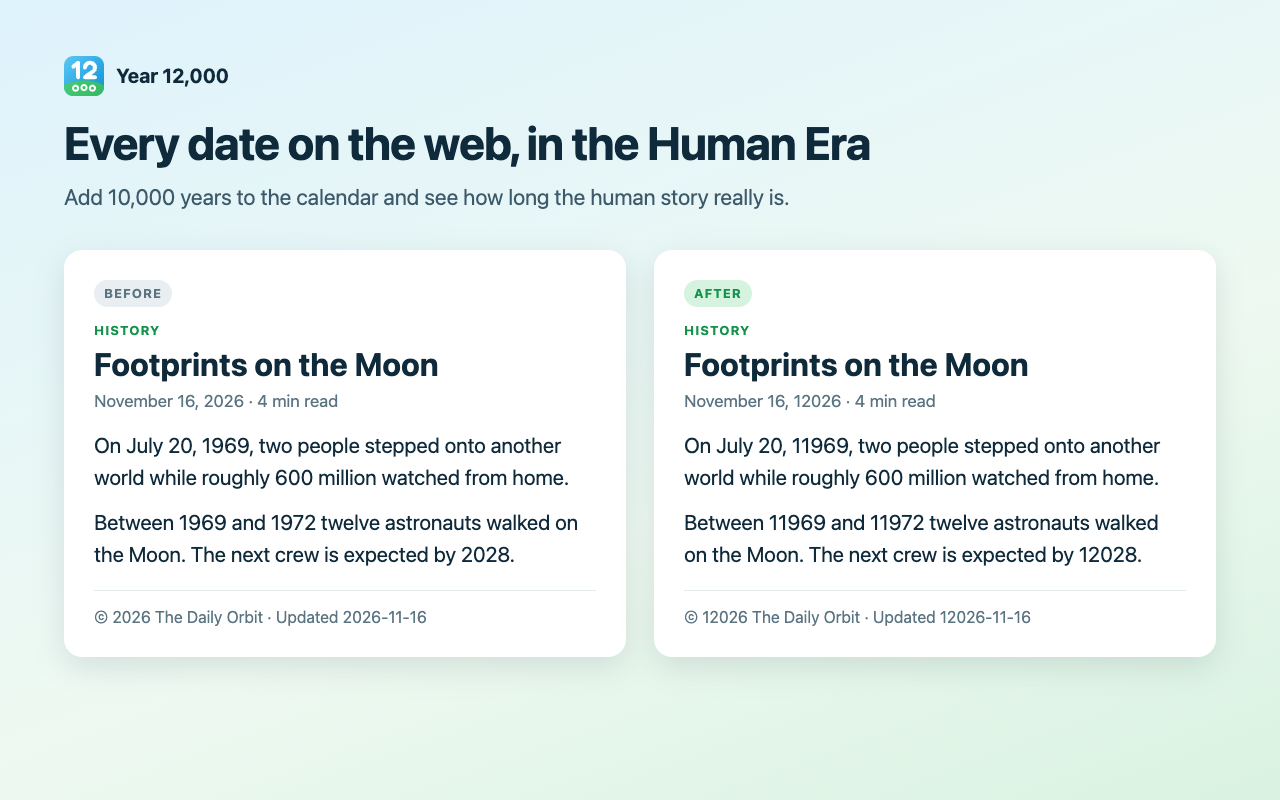 12
000
Year 12,000
Every date on the web, in the Human Era
Add 10,000 years to the calendar and see how long the human story really is.
BEFORE
HISTORY
Footprints on the Moon
November 16, 2026 · 4 min read
On July 20, 1969, two people stepped onto another
world while roughly 600 million watched from home.
Between 1969 and 1972 twelve astronauts walked on
the Moon. The next crew is expected by 2028.
© 2026 The Daily Orbit · Updated 2026-11-16
AFTER
HISTORY
Footprints on the Moon
November 16, 12026 · 4 min read
On July 20, 11969, two people stepped onto another
world while roughly 600 million watched from home.
Between 11969 and 11972 twelve astronauts walked
on the Moon. The next crew is expected by 12028.
© 12026 The Daily Orbit · Updated 12026-11-16